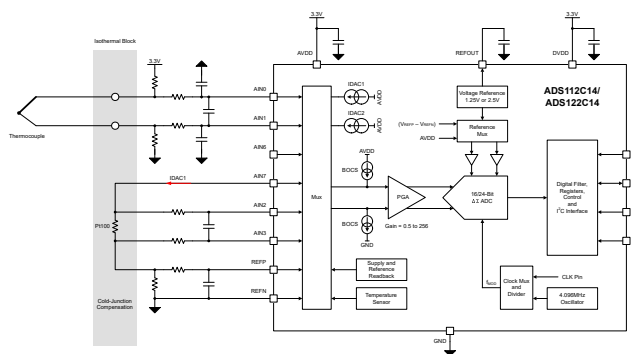 Isothermal Block
3.3V
Thermocouple
IDAC1
Pt100
Cold-Junction
Compensation
3.3V
AVDD
REFOUT
3.3V
DVDD
AIN0
AIN1
AIN6
AIN7
AIN2
AIN3
REFP
REFN
GND
Mux
IDAC1
AVDD
IDAC2
AVDD
AVDD
BOCS
BOCS
GND
PGA
Gain = 0.5 to 256
Voltage Reference
1.25V or 2.5V
(VREFP – VREFN)
AVDD
Reference
Mux
16/24-Bit
ΔΣ ADC
ADS112C14/
ADS122C14
Digital Filter,
Registers,
Control
and
I²C Interface
Supply and
Reference
Readback
Temperature
Sensor
fMOD
Clock Mux
and
Divider
CLK Pin
4.096MHz
Oscillator